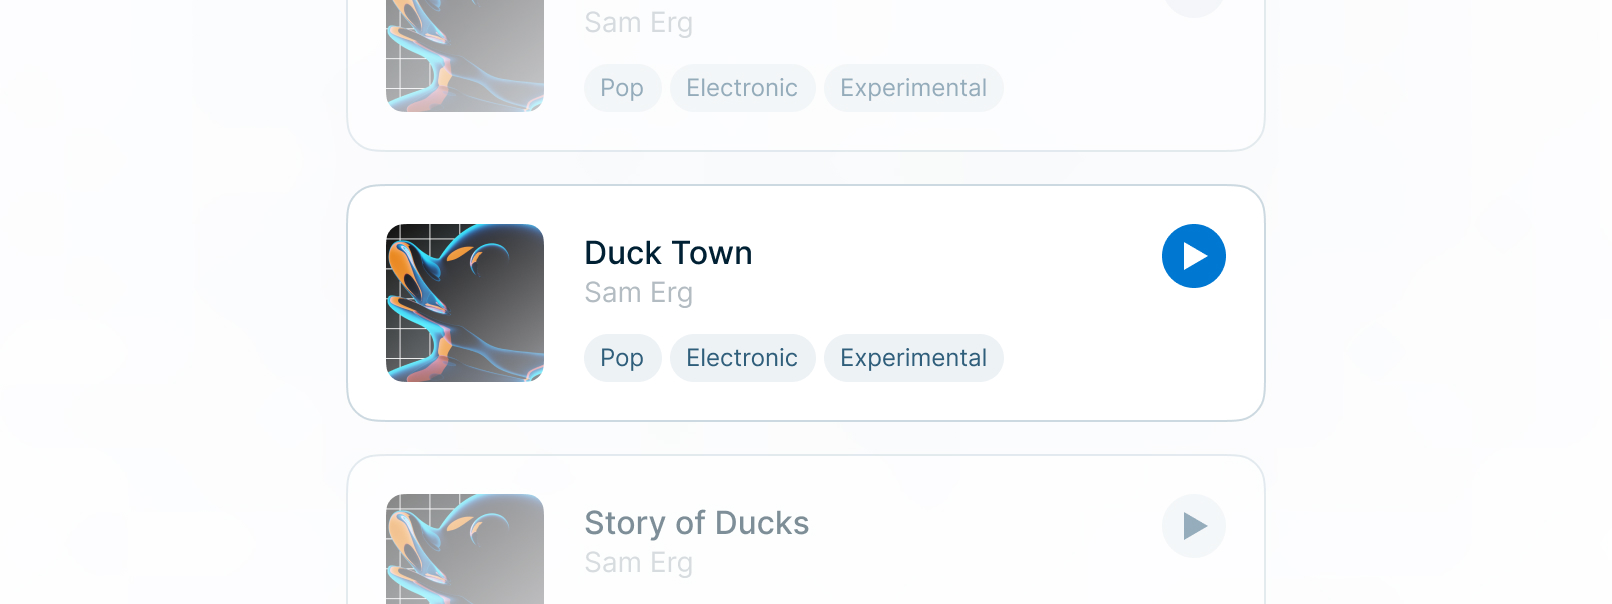 Sam Erg
Pop Electronic Experimental
Duck Town
Sam Erg
Pop Electronic Experimental
Story of Ducks
Sam Erg